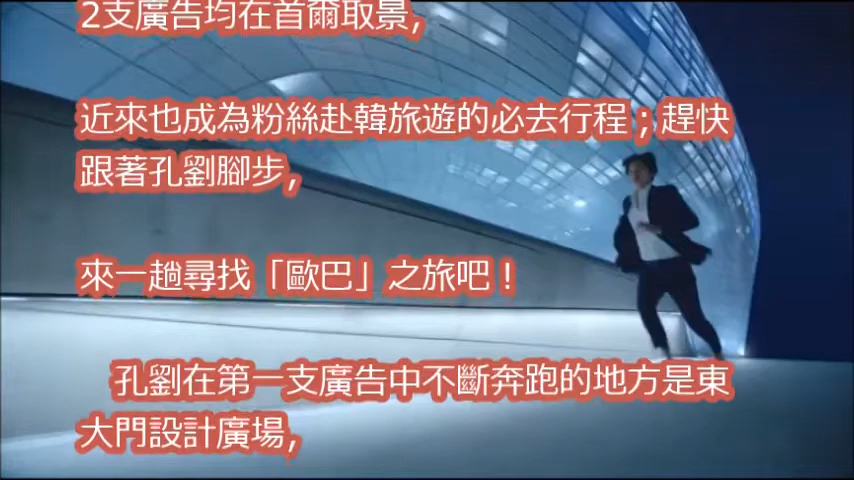 2支廣告均在首爾取景,
近來也成為粉絲赴韓旅遊的必去行程；趕快
跟著孔劉腳步,
來一趟尋找「歐巴」之旅吧！
孔劉在第一支廣告中不斷奔跑的地方是東
大門設計廣場,